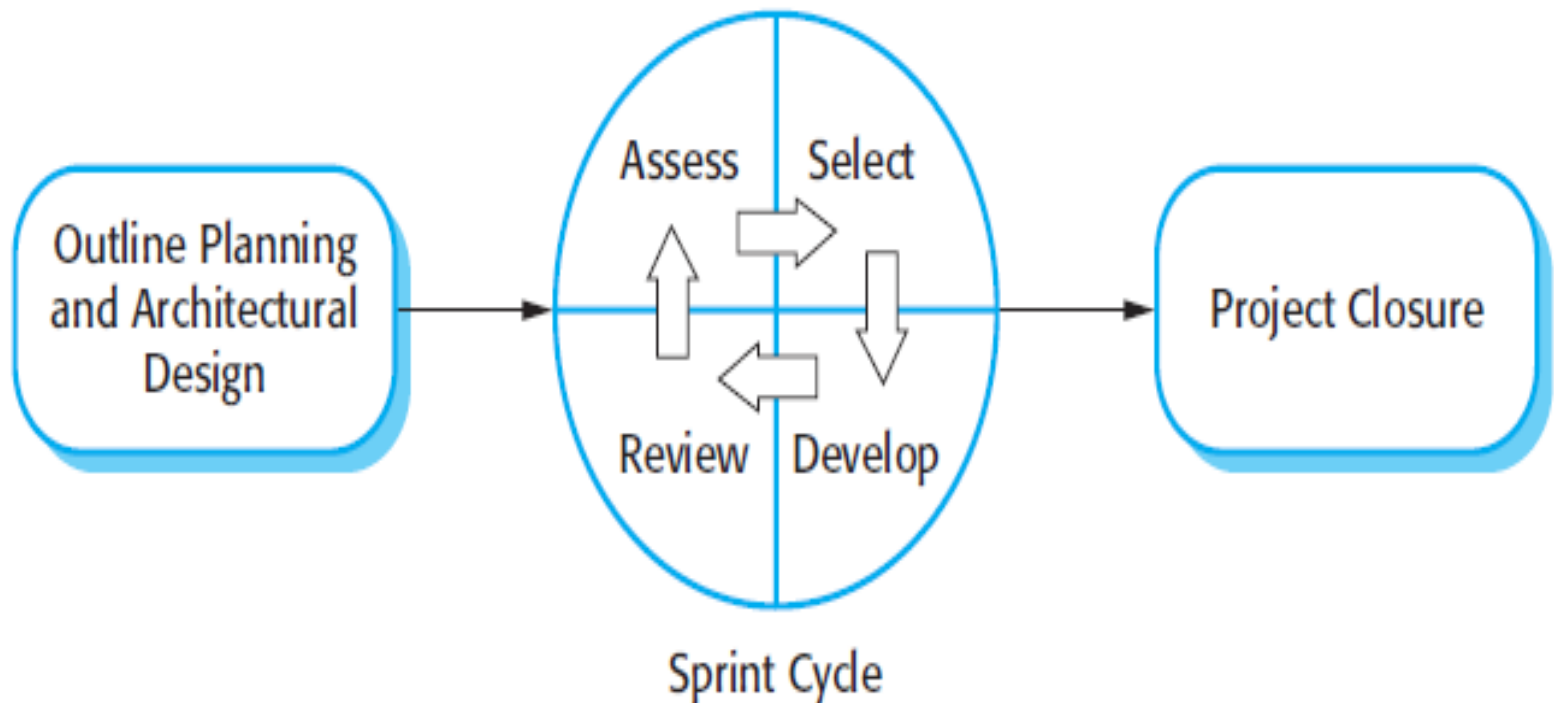 Outline Planning
and Architectural
Design
Assess
Select
Review
Develop
Project Closure
Sprint Cycle